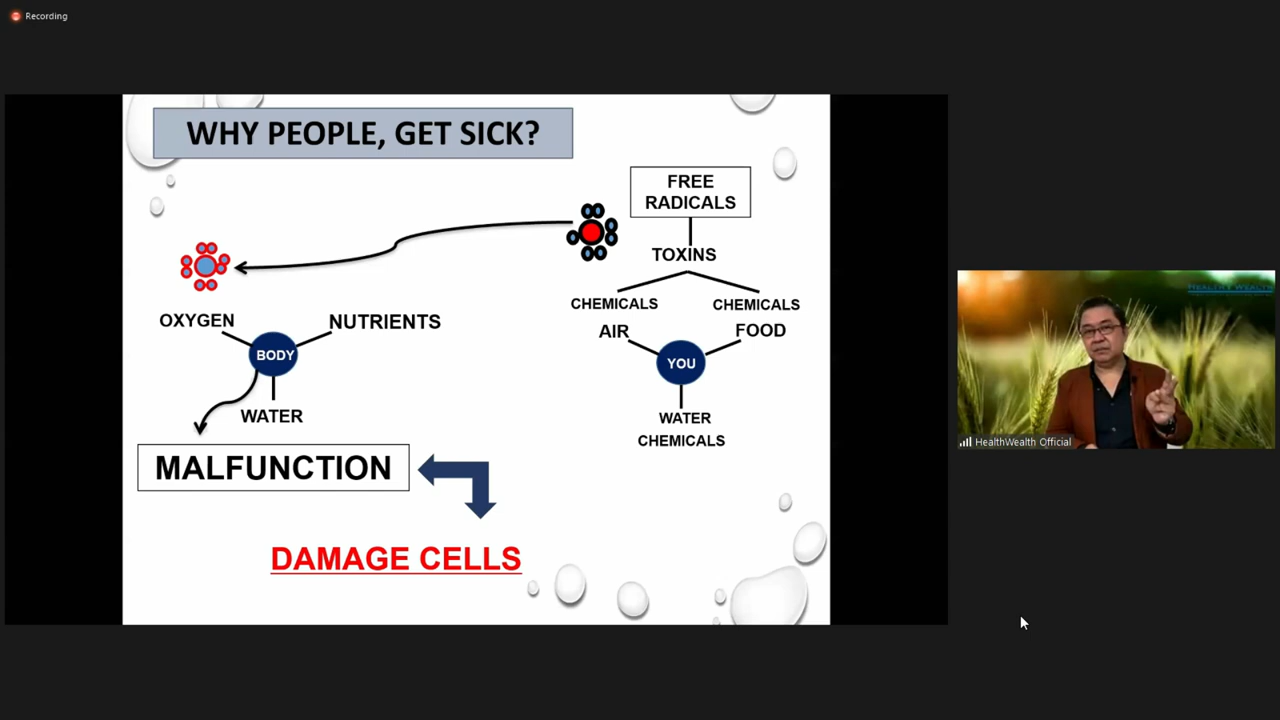 Recording
WHY PEOPLE, GET SICK?
FREE
RADICALS
TOXINS
CHEMICALS
CHEMICALS
AIR
FOOD
YOU
WATER
CHEMICALS
OXYGEN
NUTRIENTS
BODY
WATER
MALFUNCTION
DAMAGE CELLS
HealthWealth Official